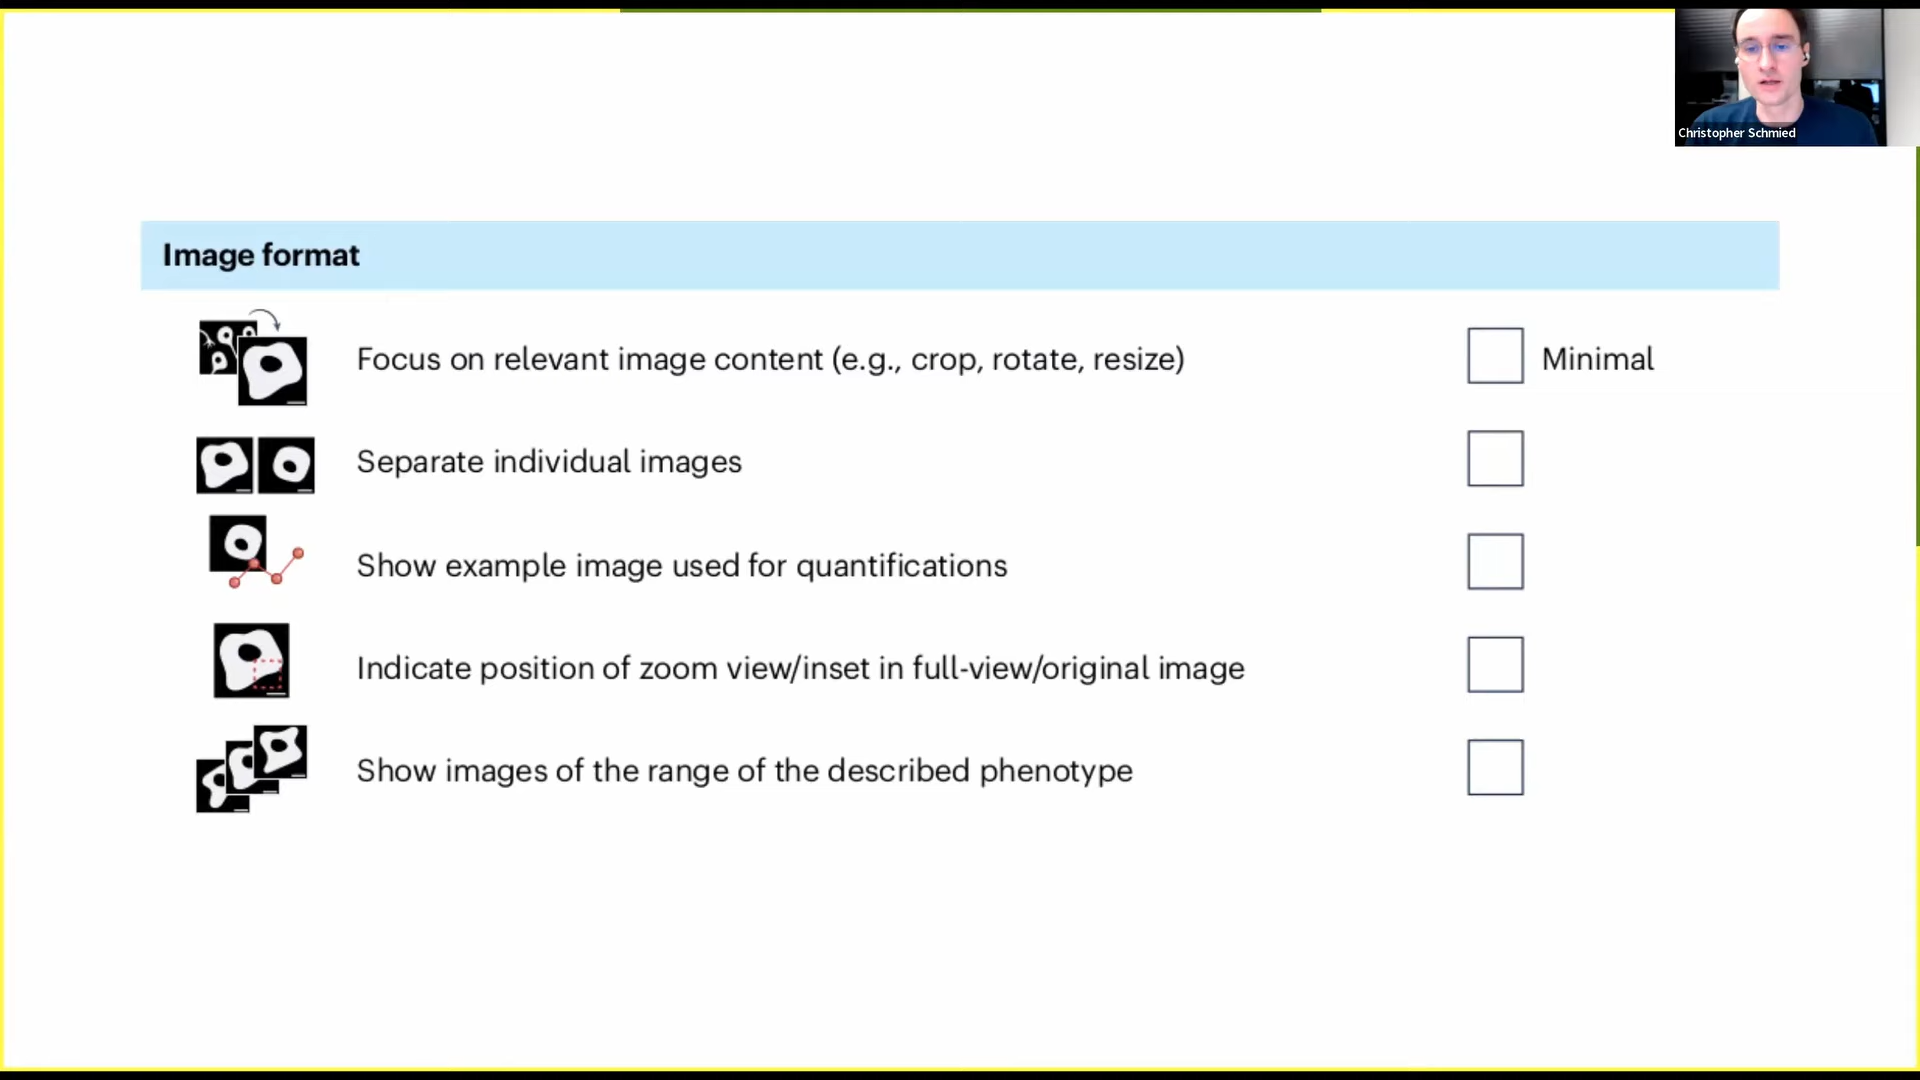 Christopher Schmied
Image format
Focus on relevant image content (e.g., crop, rotate, resize)
Minimal
Separate individual images
Show example image used for quantifications
Indicate position of zoom view/inset in full-view/original image
Show images of the range of the described phenotype